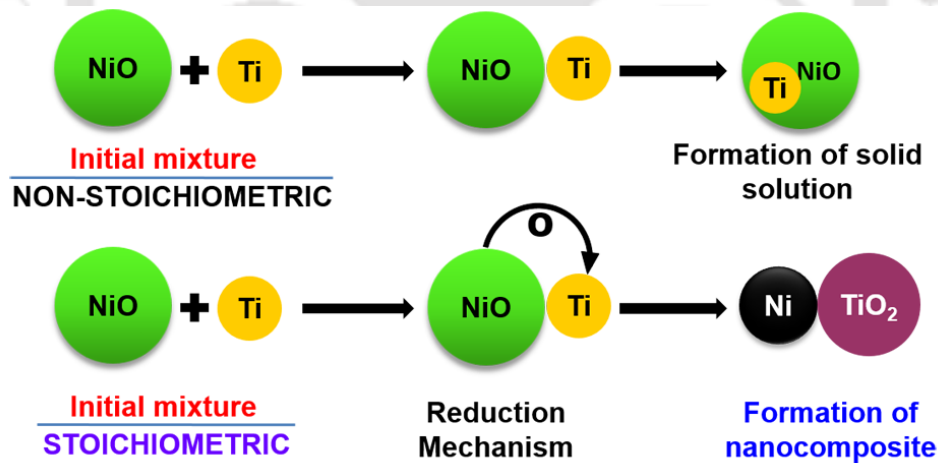 NiO + Ti NiO Ti Ti NiO
Initial mixture
NON-STOICHIOMETRIC
Formation of solid
solution
O
NiO + Ti NiO Ti Ni TiO₂
Initial mixture
STOICHIOMETRIC
Reduction
Mechanism
Formation of
nanocomposite